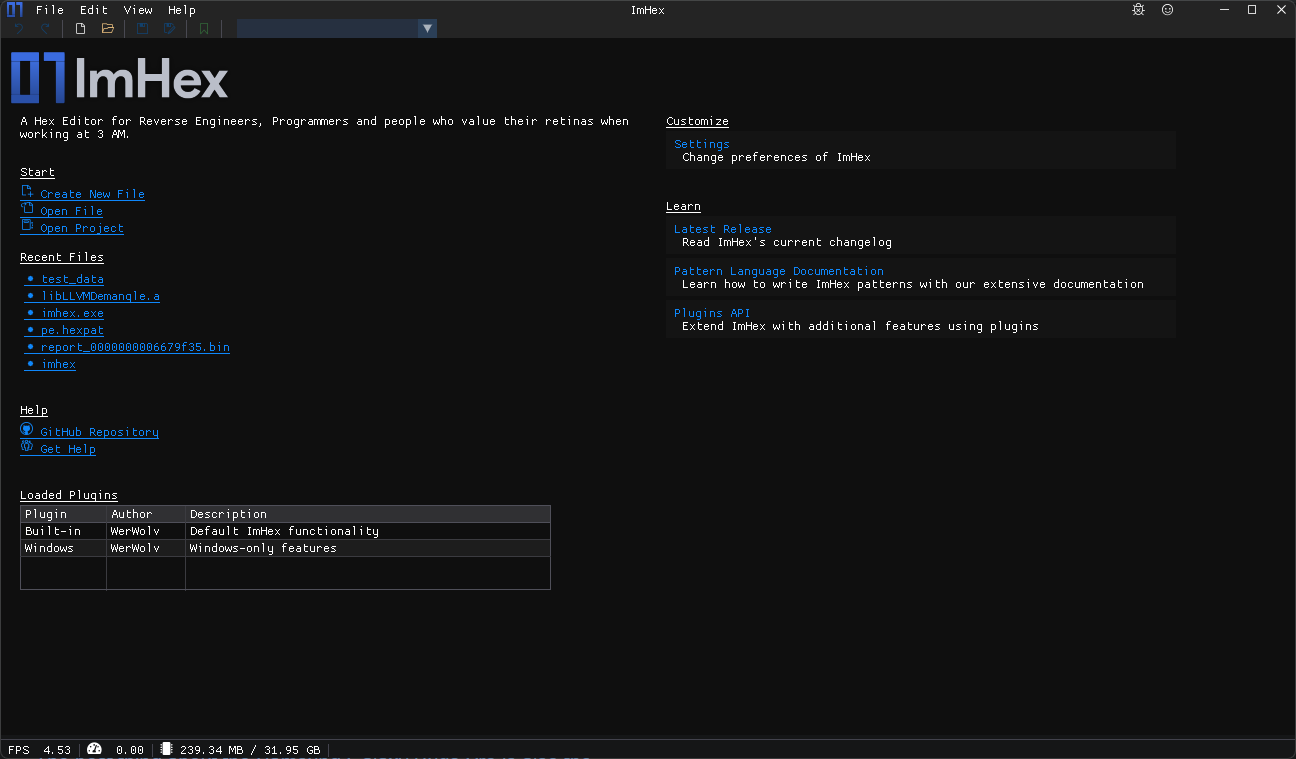 File Edit View Help
ImHex
ImHex
A Hex Editor for Reverse Engineers, Programmers and people who value their retinas when
working at 3 AM.
Start
Create New File
Open File
Open Project
Recent Files
test_data
libLLVMDemangle.a
imhex.exe
pe.hexpat
report_0000000006679f35.bin
imhex
Help
GitHub Repository
Get Help
Loaded Plugins
Plugin Author Description
Built-in WerWolv Default ImHex functionality
Windows WerWolv Windows-only features
Customize
Settings
Change preferences of ImHex
Learn
Latest Release
Read ImHex's current changelog
Pattern Language Documentation
Learn how to write ImHex patterns with our extensive documentation
Plugins API
Extend ImHex with additional features using plugins
FPS 4.53 0.00 239.34 MB / 31.95 GB